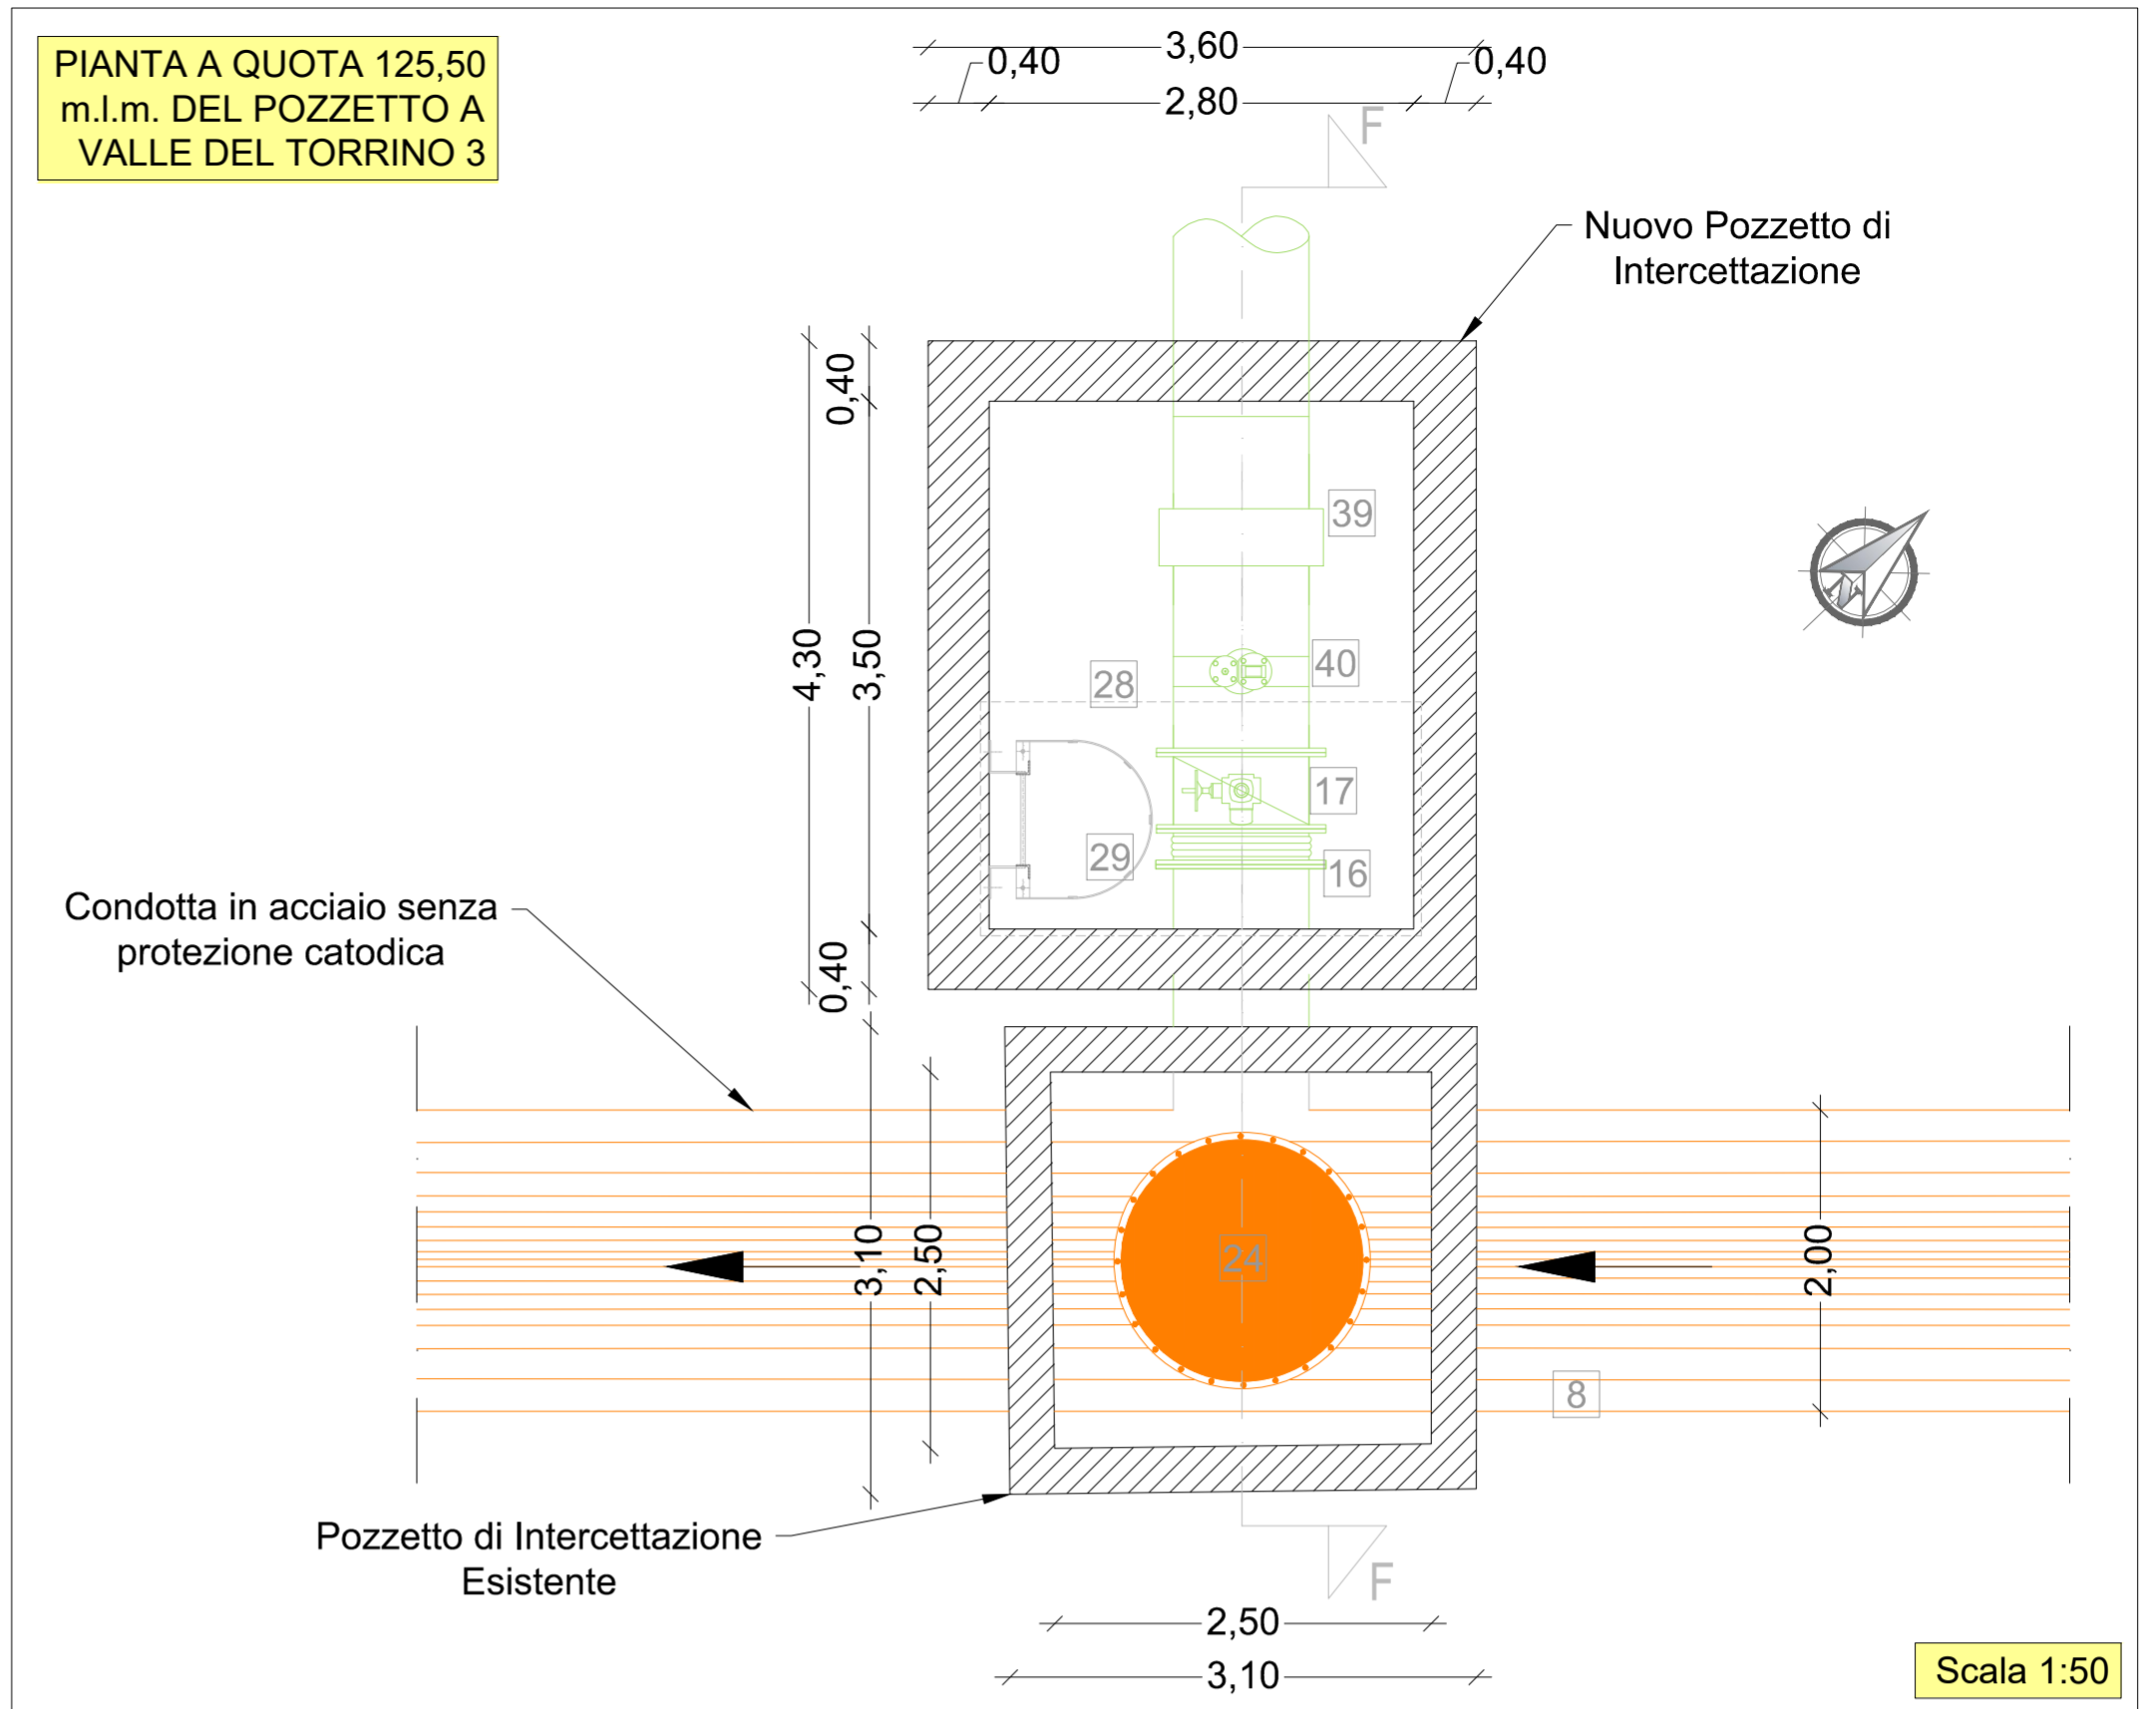 PIANTA A QUOTA 125,50
m.l.m. DEL POZZETTO A
VALLE DEL TORRINO 3
3,60
0,40
0,40
2,80
F
Nuovo Pozzetto di
Intercettazione
0,40
39
4,30
3,50
40
28
17
29
16
N
Condotta in acciaio senza
protezione catodica
0,40
3,10
2,50
24
2,00
8
Pozzetto di Intercettazione
Esistente
F
2,50
3,10
Scala 1:50